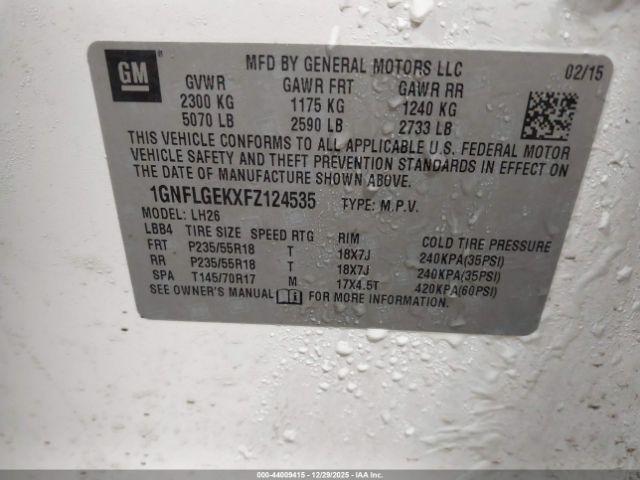 GM
MFD BY GENERAL MOTORS LLC 02/15
GVWR GAWR FRT GAWR RR
2300 KG 1175 KG 1240 KG
5070 LB 2590 LB 2733 LB
THIS VEHICLE CONFORMS TO ALL APPLICABLE U.S. FEDERAL MOTOR
VEHICLE SAFETY AND THEFT PREVENTION STANDARDS IN EFFECT ON
THE DATE OF MANUFACTURE SHOWN ABOVE.
1GNFLGEKXFZ124535 TYPE: M.P.V.
MODEL: LH26
LBB4 TIRE SIZE SPEED RTG RIM COLD TIRE PRESSURE
FRT P235/55R18 T 18X7J 240KPA(35PSI)
RR P235/55R18 T 18X7J 240KPA(35PSI)
SPA T145/70R17 M 17X4.5T 420KPA(60PSI)
SEE OWNER'S MANUAL FOR MORE INFORMATION.
000-44009415 - 12/29/2025 - IAAI.COM